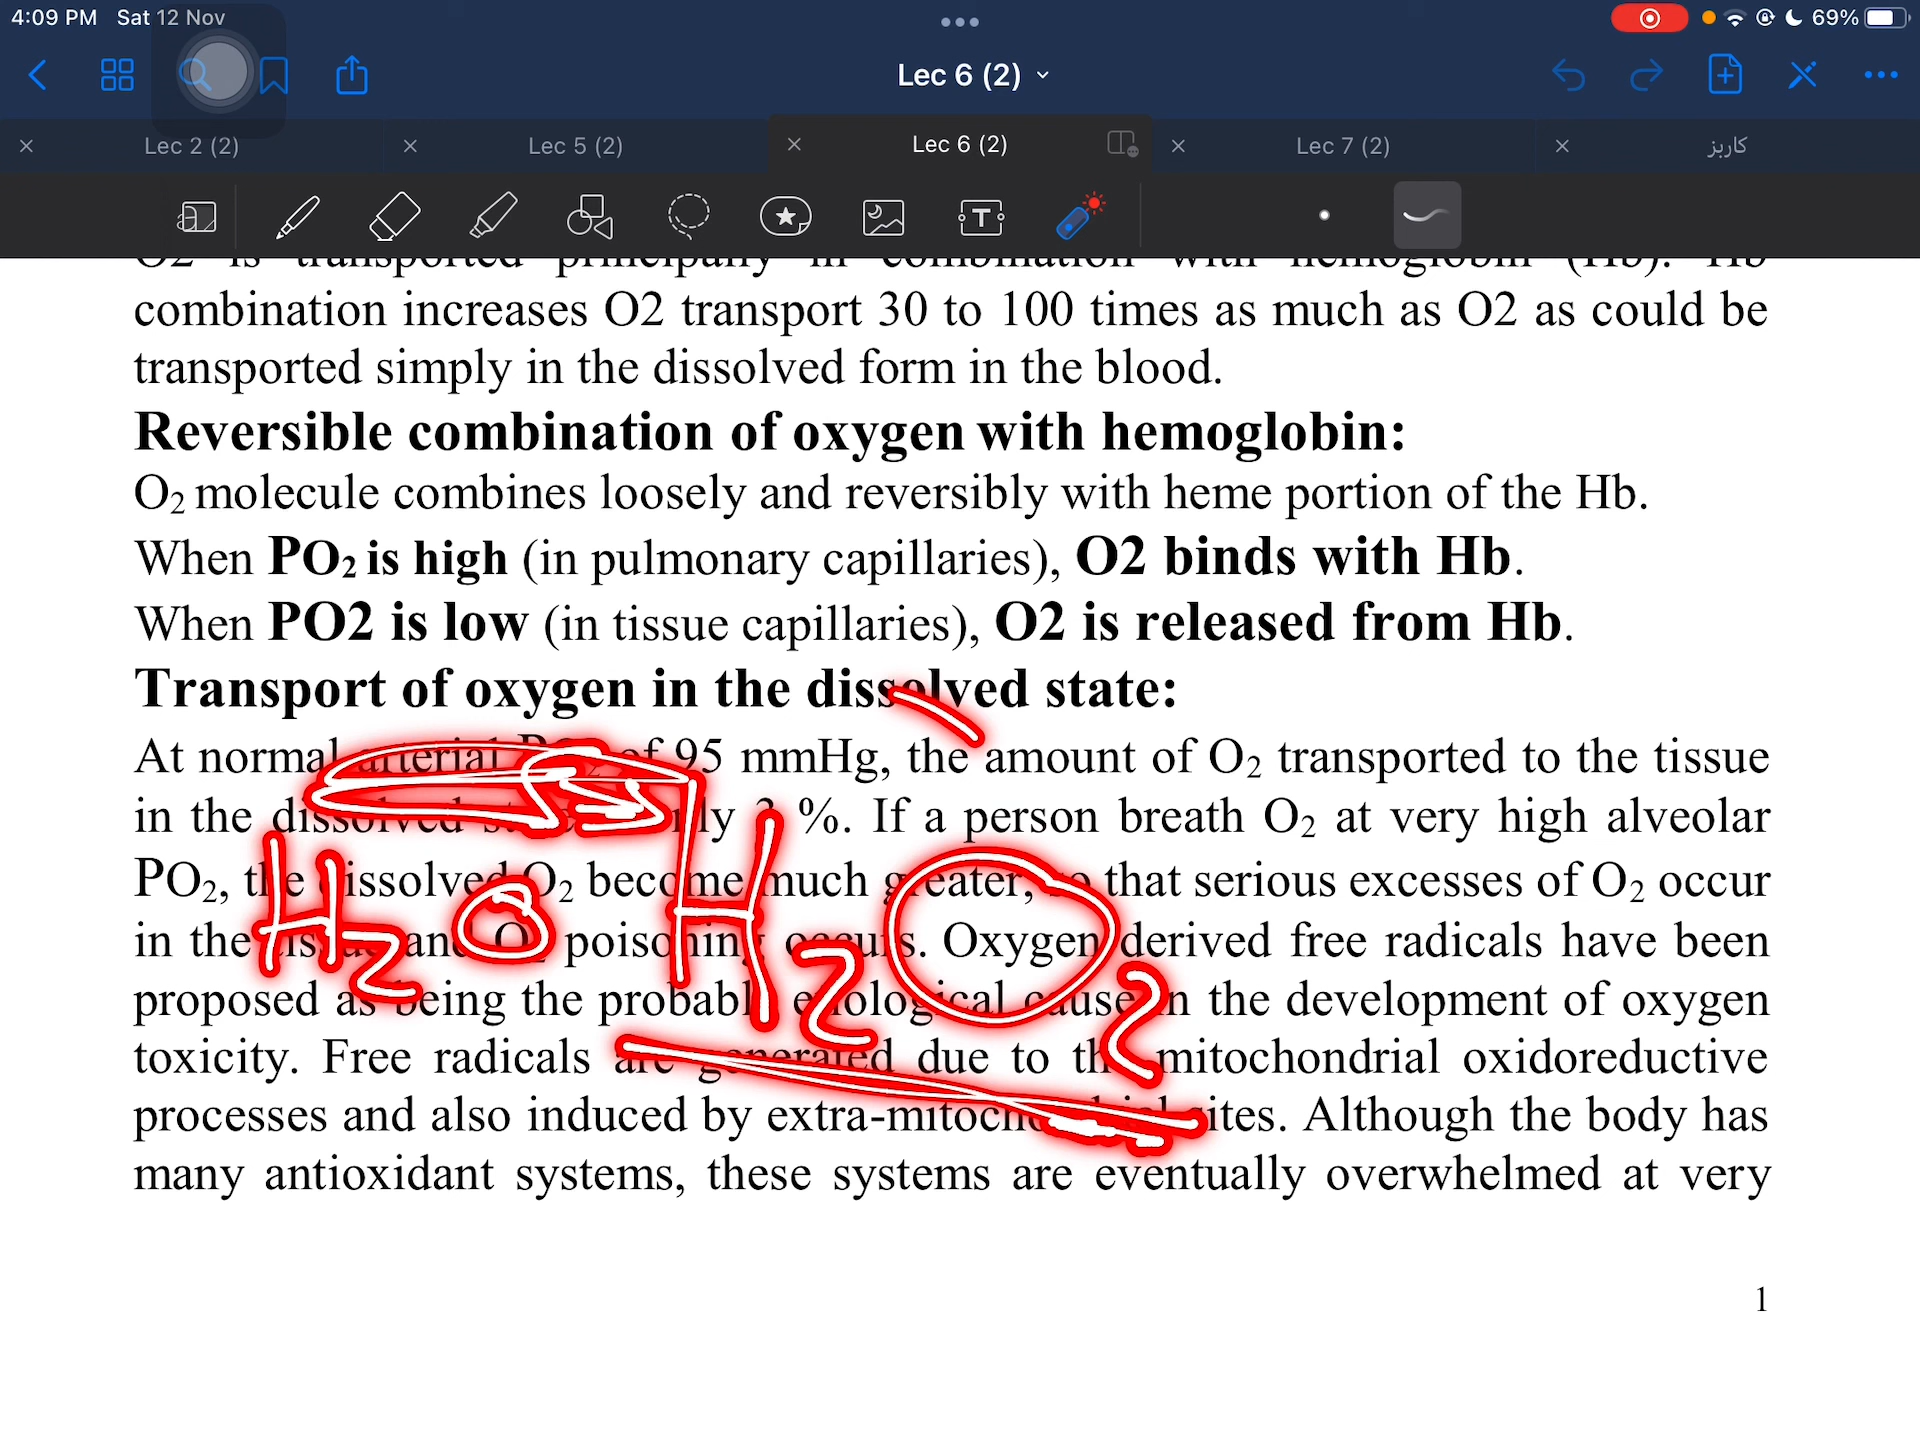 4:09 PM Sat 12 Nov
69%
Lec 6 (2)
Lec 2 (2)
Lec 5 (2)
Lec 6 (2)
Lec 7 (2)
کاربز
O2 is transported principally in combination with hemoglobin (Hb). Hb
combination increases O2 transport 30 to 100 times as much as O2 as could be
transported simply in the dissolved form in the blood.
Reversible combination of oxygen with hemoglobin:
O₂ molecule combines loosely and reversibly with heme portion of the Hb.
When PO₂ is high (in pulmonary capillaries), O2 binds with Hb.
When PO2 is low (in tissue capillaries), O2 is released from Hb.
Transport of oxygen in the dissolved state:
At normal arterial of 95 mmHg, the amount of O₂ transported to the tissue
in the dissolved %. If a person breath O₂ at very high alveolar
PO₂, the dissolved O₂ become much greater, so that serious excesses of O₂ occur
in the and poisoning occurs. Oxygen derived free radicals have been
proposed as being the probable cause in the development of oxygen
toxicity. Free radicals are generated due to the mitochondrial oxidoreductive
processes and also induced by extra-mitochondrial sites. Although the body has
many antioxidant systems, these systems are eventually overwhelmed at very
H2O H2O2
1